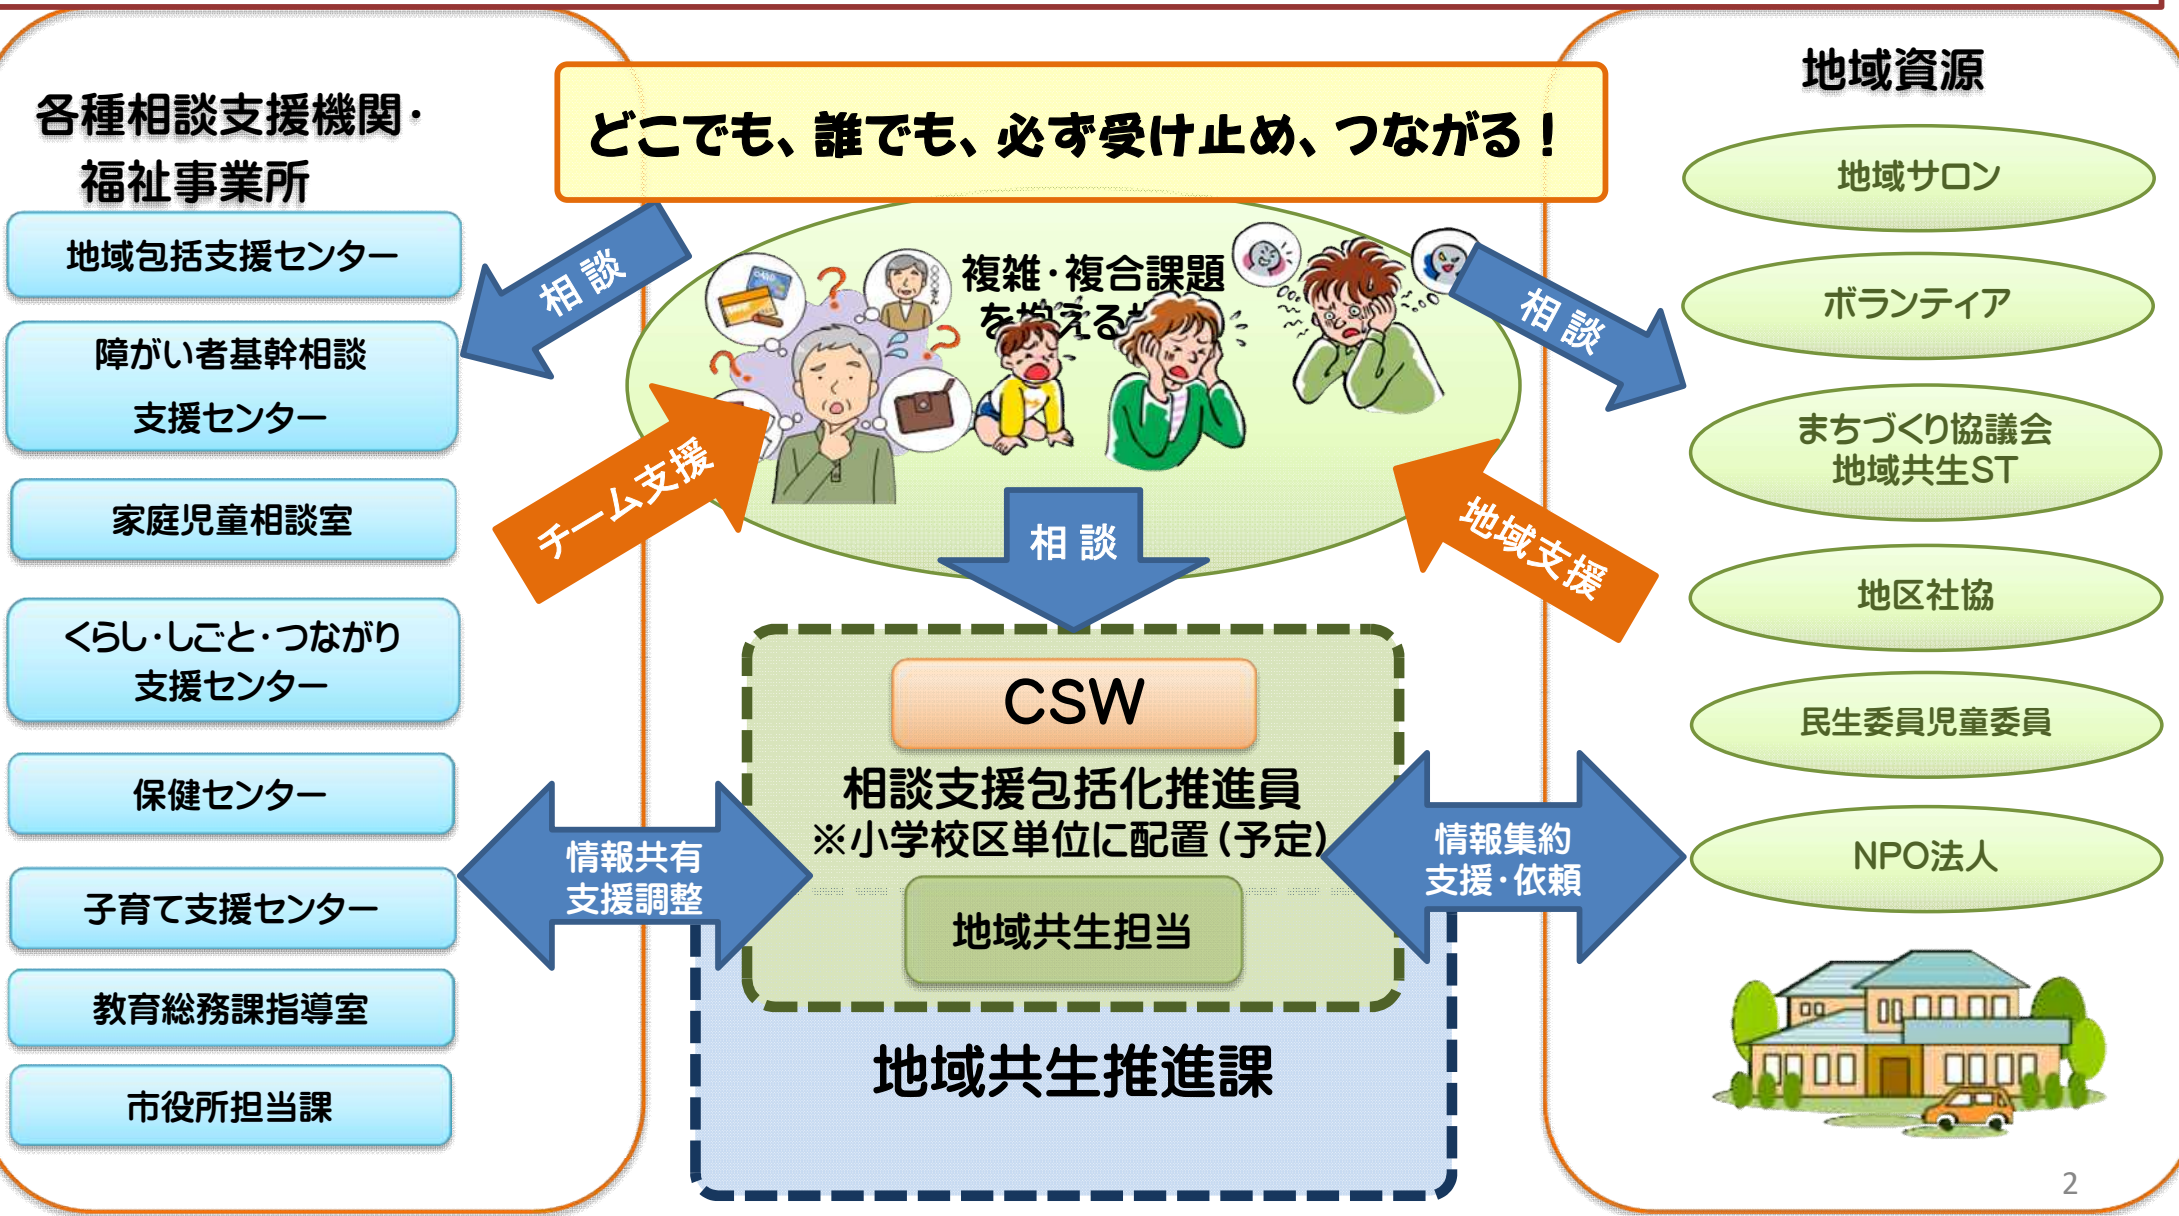 各種相談支援機関・
福祉事業所
地域包括支援センター
障がい者基幹相談
支援センター
家庭児童相談室
くらし・しごと・つながり
支援センター
保健センター
子育て支援センター
教育総務課指導室
市役所担当課
どこでも、誰でも、必ず受け止め、つながる！
相 談
複雑・複合課題
を抱える
相 談
チーム支援
相 談
地域支援
CSW
相談支援包括化推進員
※小学校区単位に配置（予定）
情報共有
支援調整
情報集約
支援・依頼
地域共生担当
地域共生推進課
地域資源
地域サロン
ボランティア
まちづくり協議会
地域共生ST
地区社協
民生委員児童委員
NPO法人
2